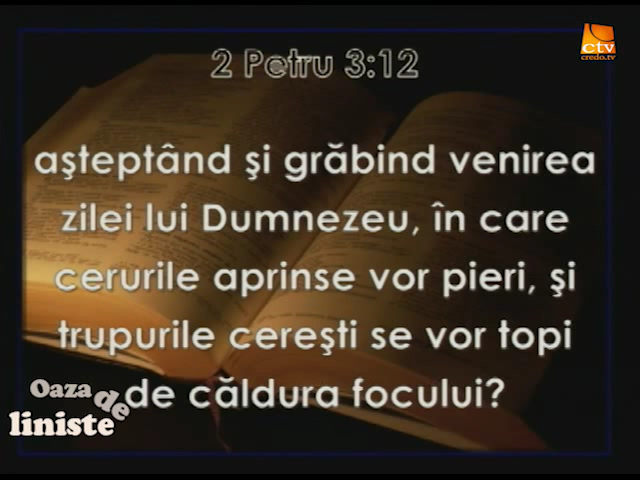 ctv
credo.tv
2 Petru 3:12
aşteptând şi grăbind venirea
zilei lui Dumnezeu, în care
cerurile aprinse vor pieri, şi
trupurile cereşti se vor topi
de căldura focului?
Oaza
de
liniste